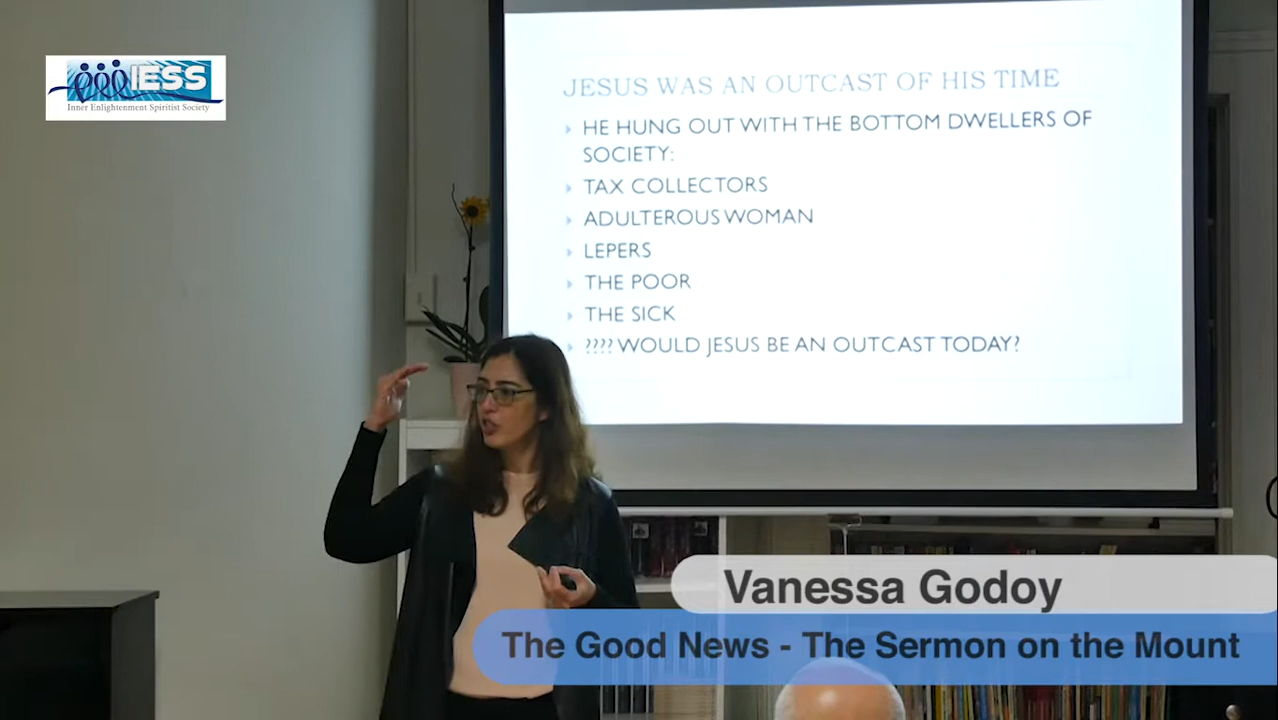 IESS
Inner Enlightenment Spiritist Society
JESUS WAS AN OUTCAST OF HIS TIME
HE HUNG OUT WITH THE BOTTOM DWELLERS OF
SOCIETY:
TAX COLLECTORS
ADULTEROUS WOMAN
LEPERS
THE POOR
THE SICK
???? WOULD JESUS BE AN OUTCAST TODAY?
Vanessa Godoy
The Good News - The Sermon on the Mount